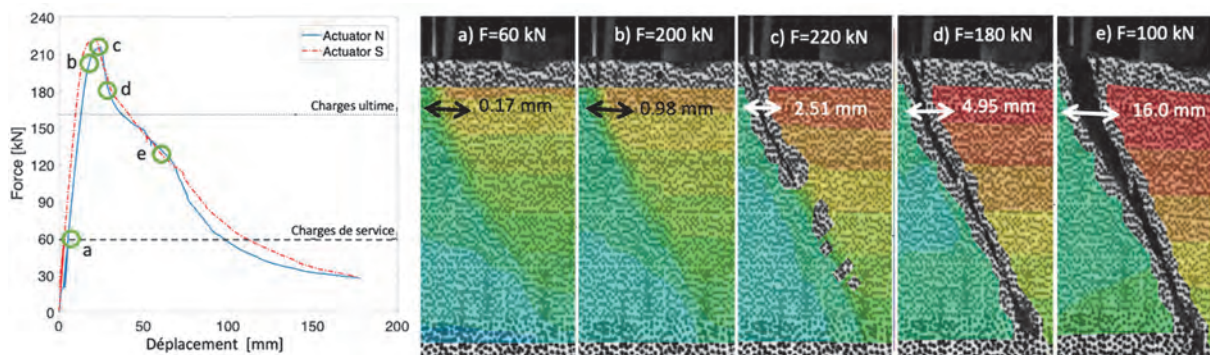 240
210
180
150
120
90
60
30
0
Force [kN]
0
50
100
150
200
Déplacement [mm]
Actuator N
Actuator S
b
c
d
e
a
Charges ultime
Charges de service
a) F=60 kN
0.17 mm
b) F=200 kN
0.98 mm
c) F=220 kN
2.51 mm
d) F=180 kN
4.95 mm
e) F=100 kN
16.0 mm